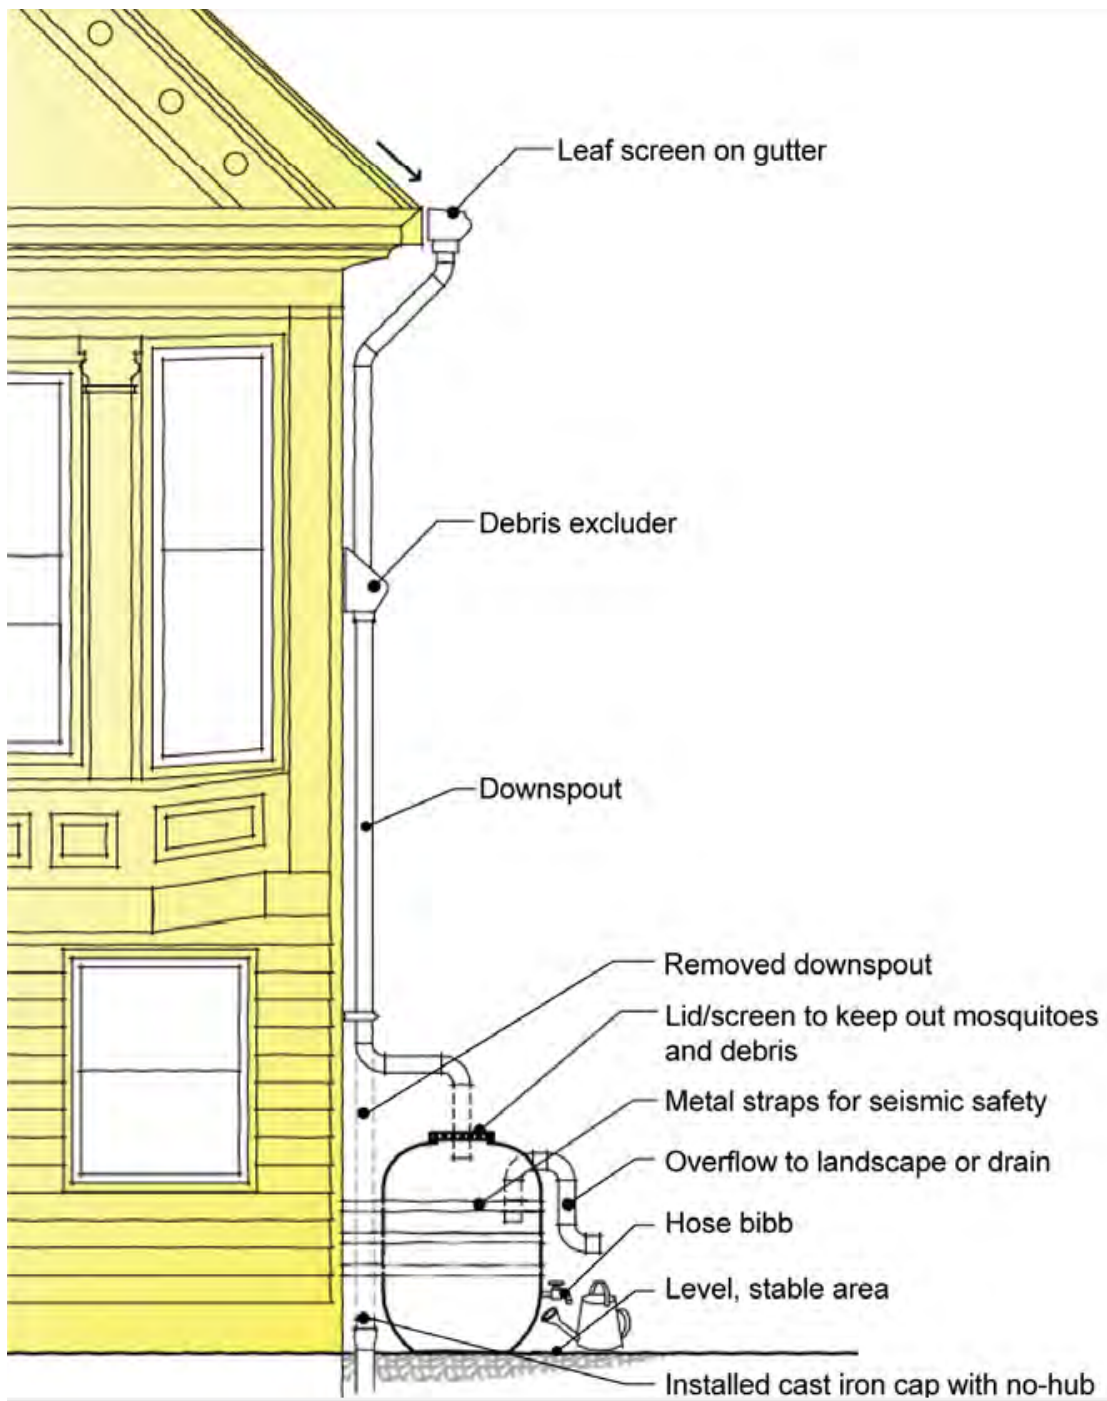 Leaf screen on gutter
Debris excluder
Downspout
Removed downspout
Lid/screen to keep out mosquitoes
and debris
Metal straps for seismic safety
Overflow to landscape or drain
Hose bibb
Level, stable area
Installed cast iron cap with no-hub